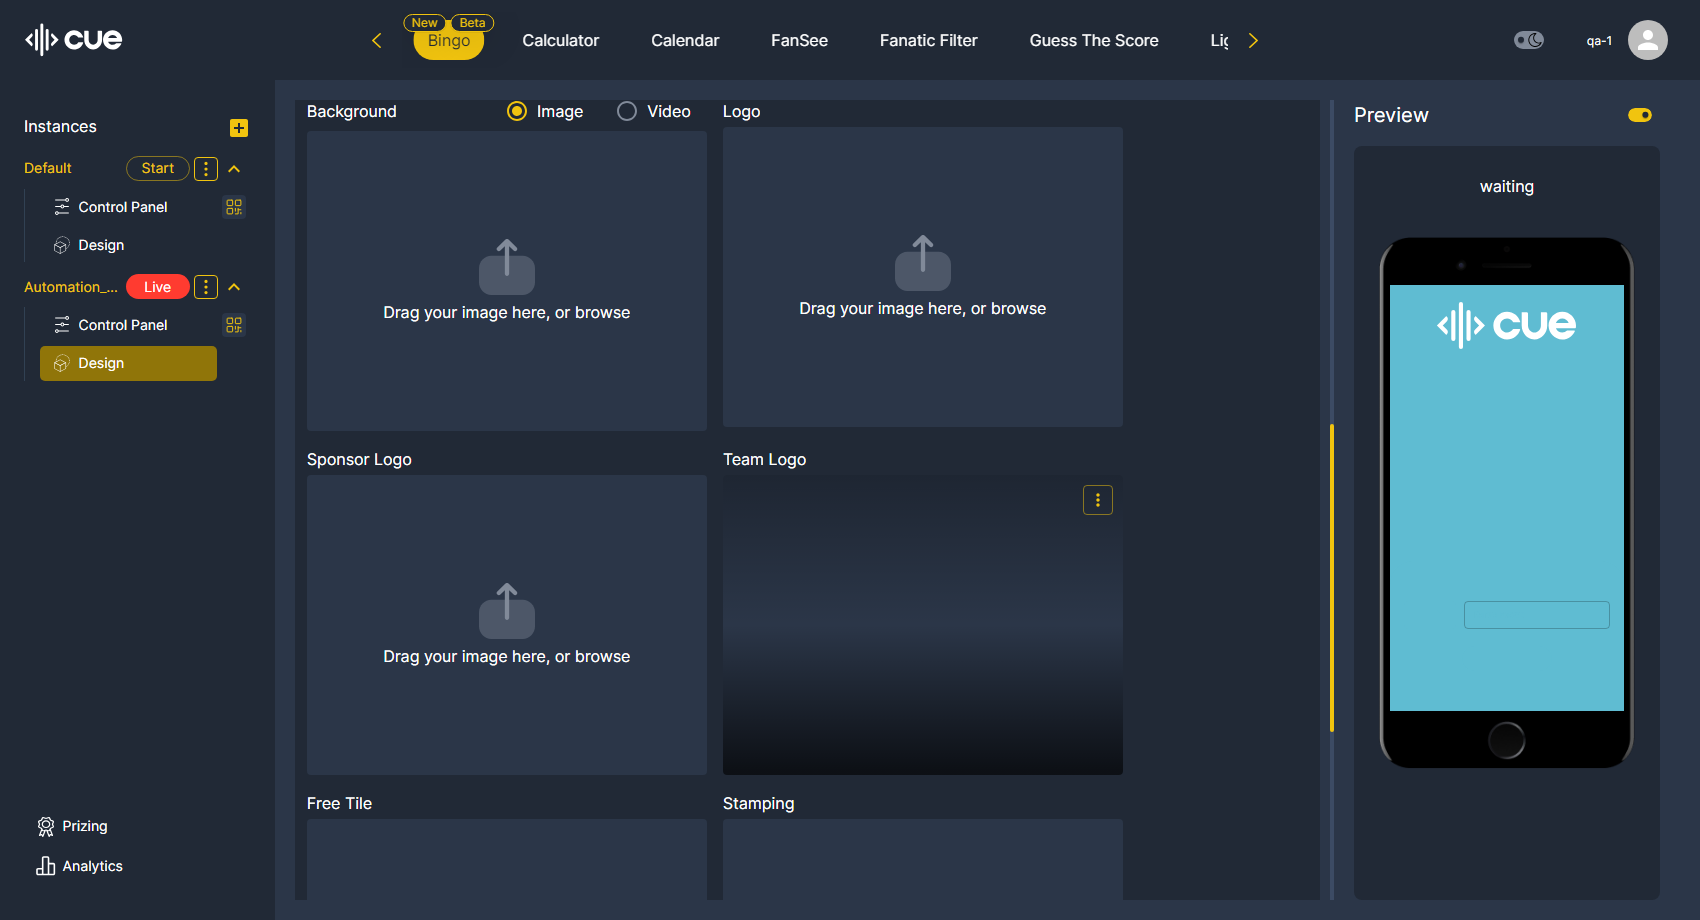 cue
New
Beta
Bingo
Calculator
Calendar
FanSee
Fanatic Filter
Guess The Score
qa-1
Instances
Default
Start
Control Panel
Design
Automation_...
Live
Control Panel
Design
Prizing
Analytics
Background
Image
Video
Logo
Drag your image here, or browse
Drag your image here, or browse
Sponsor Logo
Team Logo
Drag your image here, or browse
Free Tile
Stamping
Preview
waiting
cue